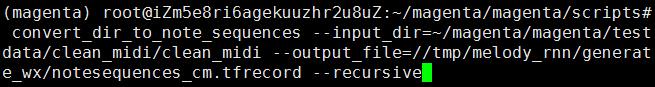 (magenta) root@iZm5e8ri6agekuuzhr2u8uZ:~/magenta/magenta/scripts#
convert_dir_to_note_sequences --input_dir=~/magenta/magenta/test
data/clean_midi/clean_midi --output_file=//tmp/melody_rnn/generat
e_wx/notesequences_cm.tfrecord --recursive